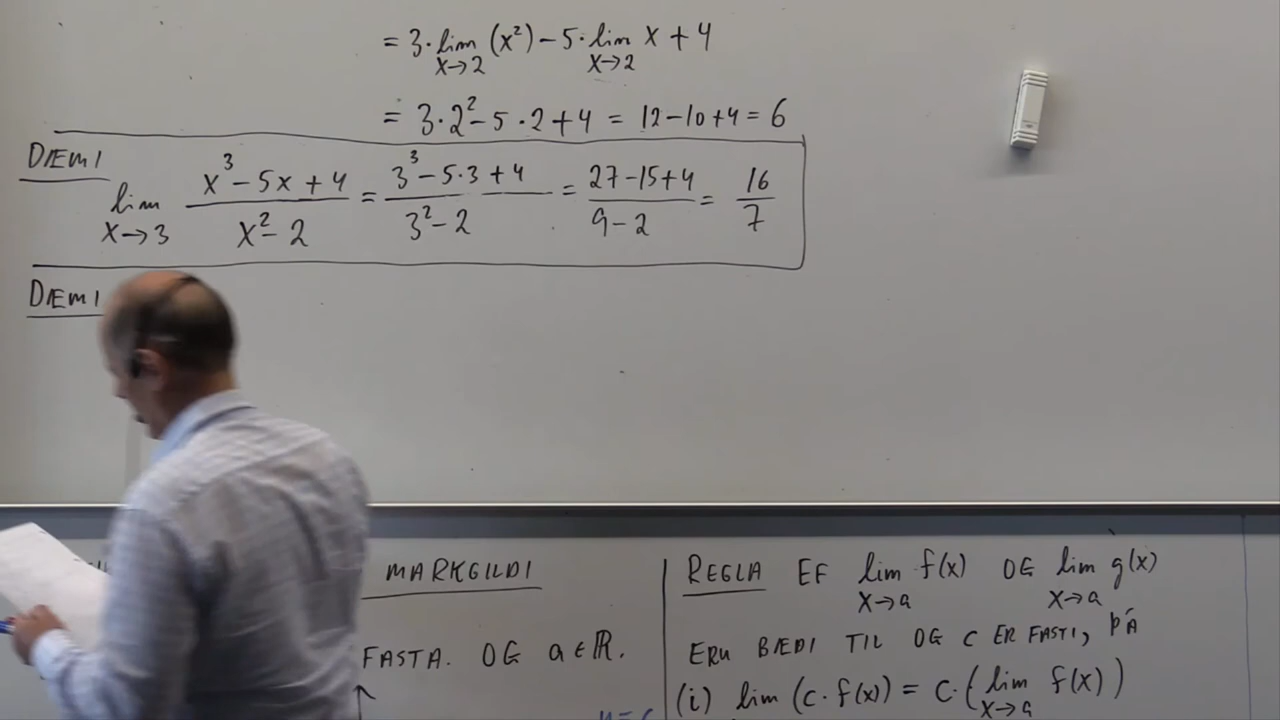 = 3·lim (x²) – 5·lim x + 4
x→2 x→2
= 3·2² – 5·2 + 4 = 12 – 10 + 4 = 6
DÆMI
lim (x³ – 5x + 4)/(x² – 2) = (3³ – 5·3 + 4)/(3² – 2) = (27 – 15 + 4)/(9 – 2) = 16/7
x→3
DÆMI
MARKGILDI
FASTA. OG a∈ℝ.
REGLA EF lim f(x) OG lim g(x)
x→a x→a
ERU BÆÐI TIL OG C ER FASTI, ÞÁ
(i) lim (c·f(x)) = c·(lim f(x))
x→a